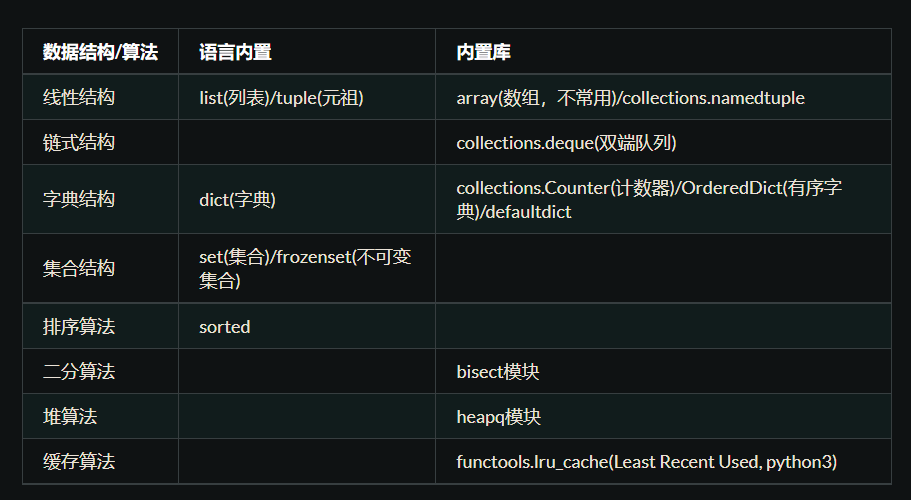 数据结构/算法 语言内置 内置库
线性结构 list(列表)/tuple(元祖) array(数组，不常用)/collections.namedtuple
链式结构 collections.deque(双端队列)
字典结构 dict(字典) collections.Counter(计数器)/OrderedDict(有序字
典)/defaultdict
集合结构 set(集合)/frozenset(不可变
集合)
排序算法 sorted
二分算法 bisect模块
堆算法 heapq模块
缓存算法 functools.lru_cache(Least Recent Used, python3)